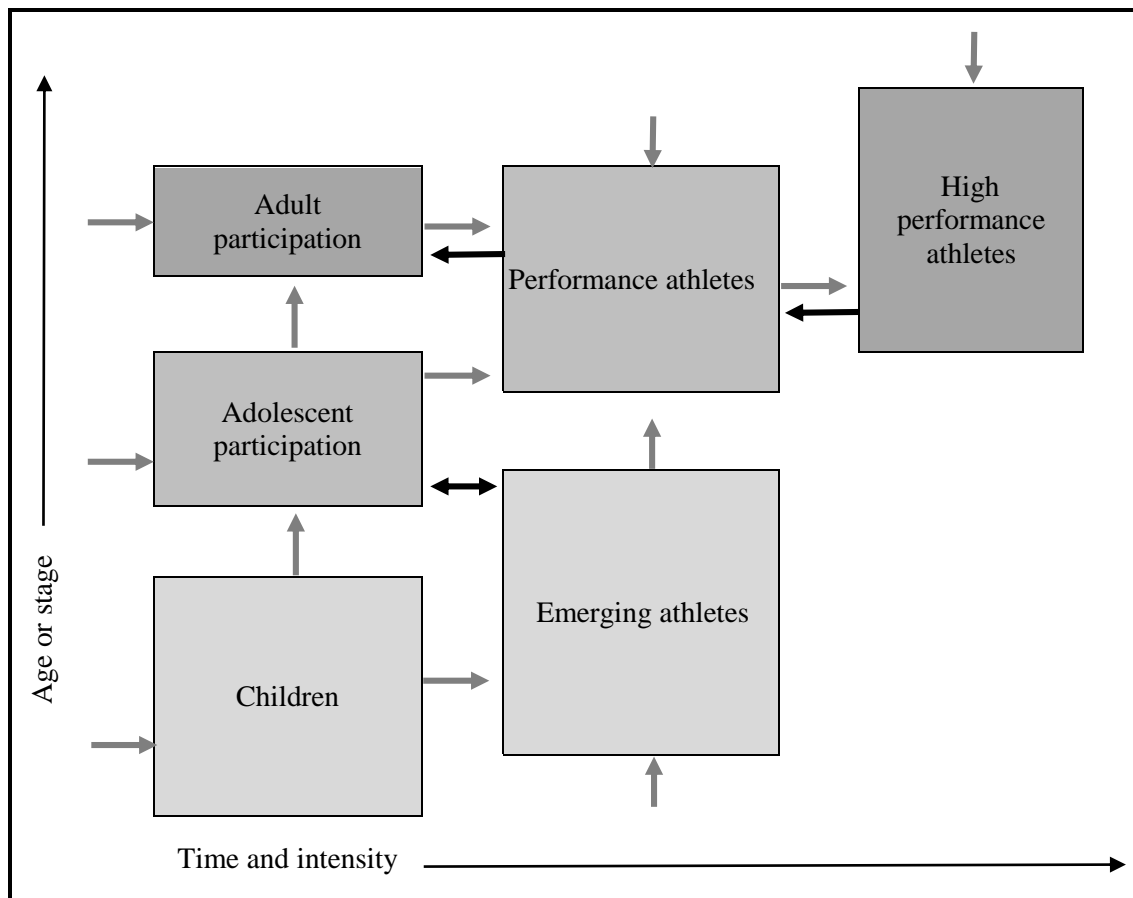 High
performance
athletes
Adult
participation
Performance athletes
Adolescent
participation
Emerging athletes
Children
Age or stage
Time and intensity